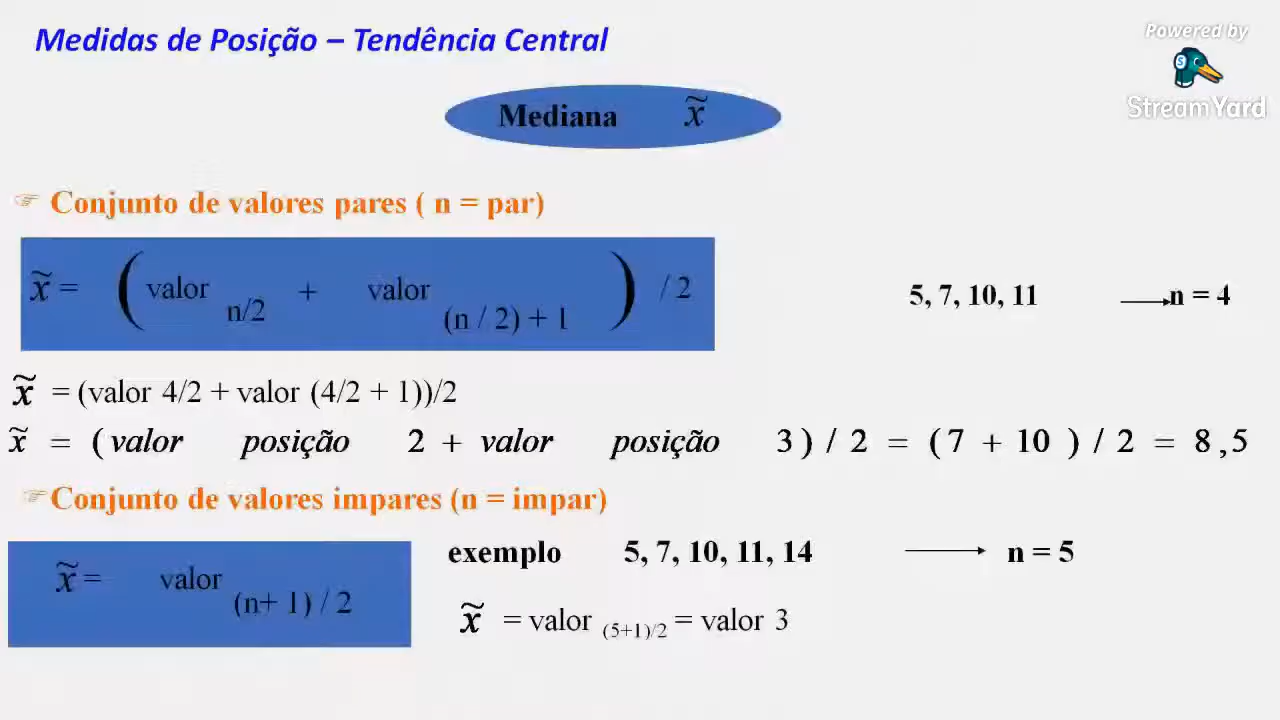 Medidas de Posição – Tendência Central
Powered by
StreamYard
Mediana x̃
☞ Conjunto de valores pares ( n = par)
x̃ = ( valor n/2 + valor (n / 2) + 1 ) / 2
5, 7, 10, 11 → n = 4
x̃ = (valor 4/2 + valor (4/2 + 1))/2
x̃ = ( valor posição 2 + valor posição 3 ) / 2 = ( 7 + 10 ) / 2 = 8 ,5
☞ Conjunto de valores impares (n = impar)
x̃ = valor (n+ 1) / 2
exemplo 5, 7, 10, 11, 14 → n = 5
x̃ = valor (5+1)/2 = valor 3